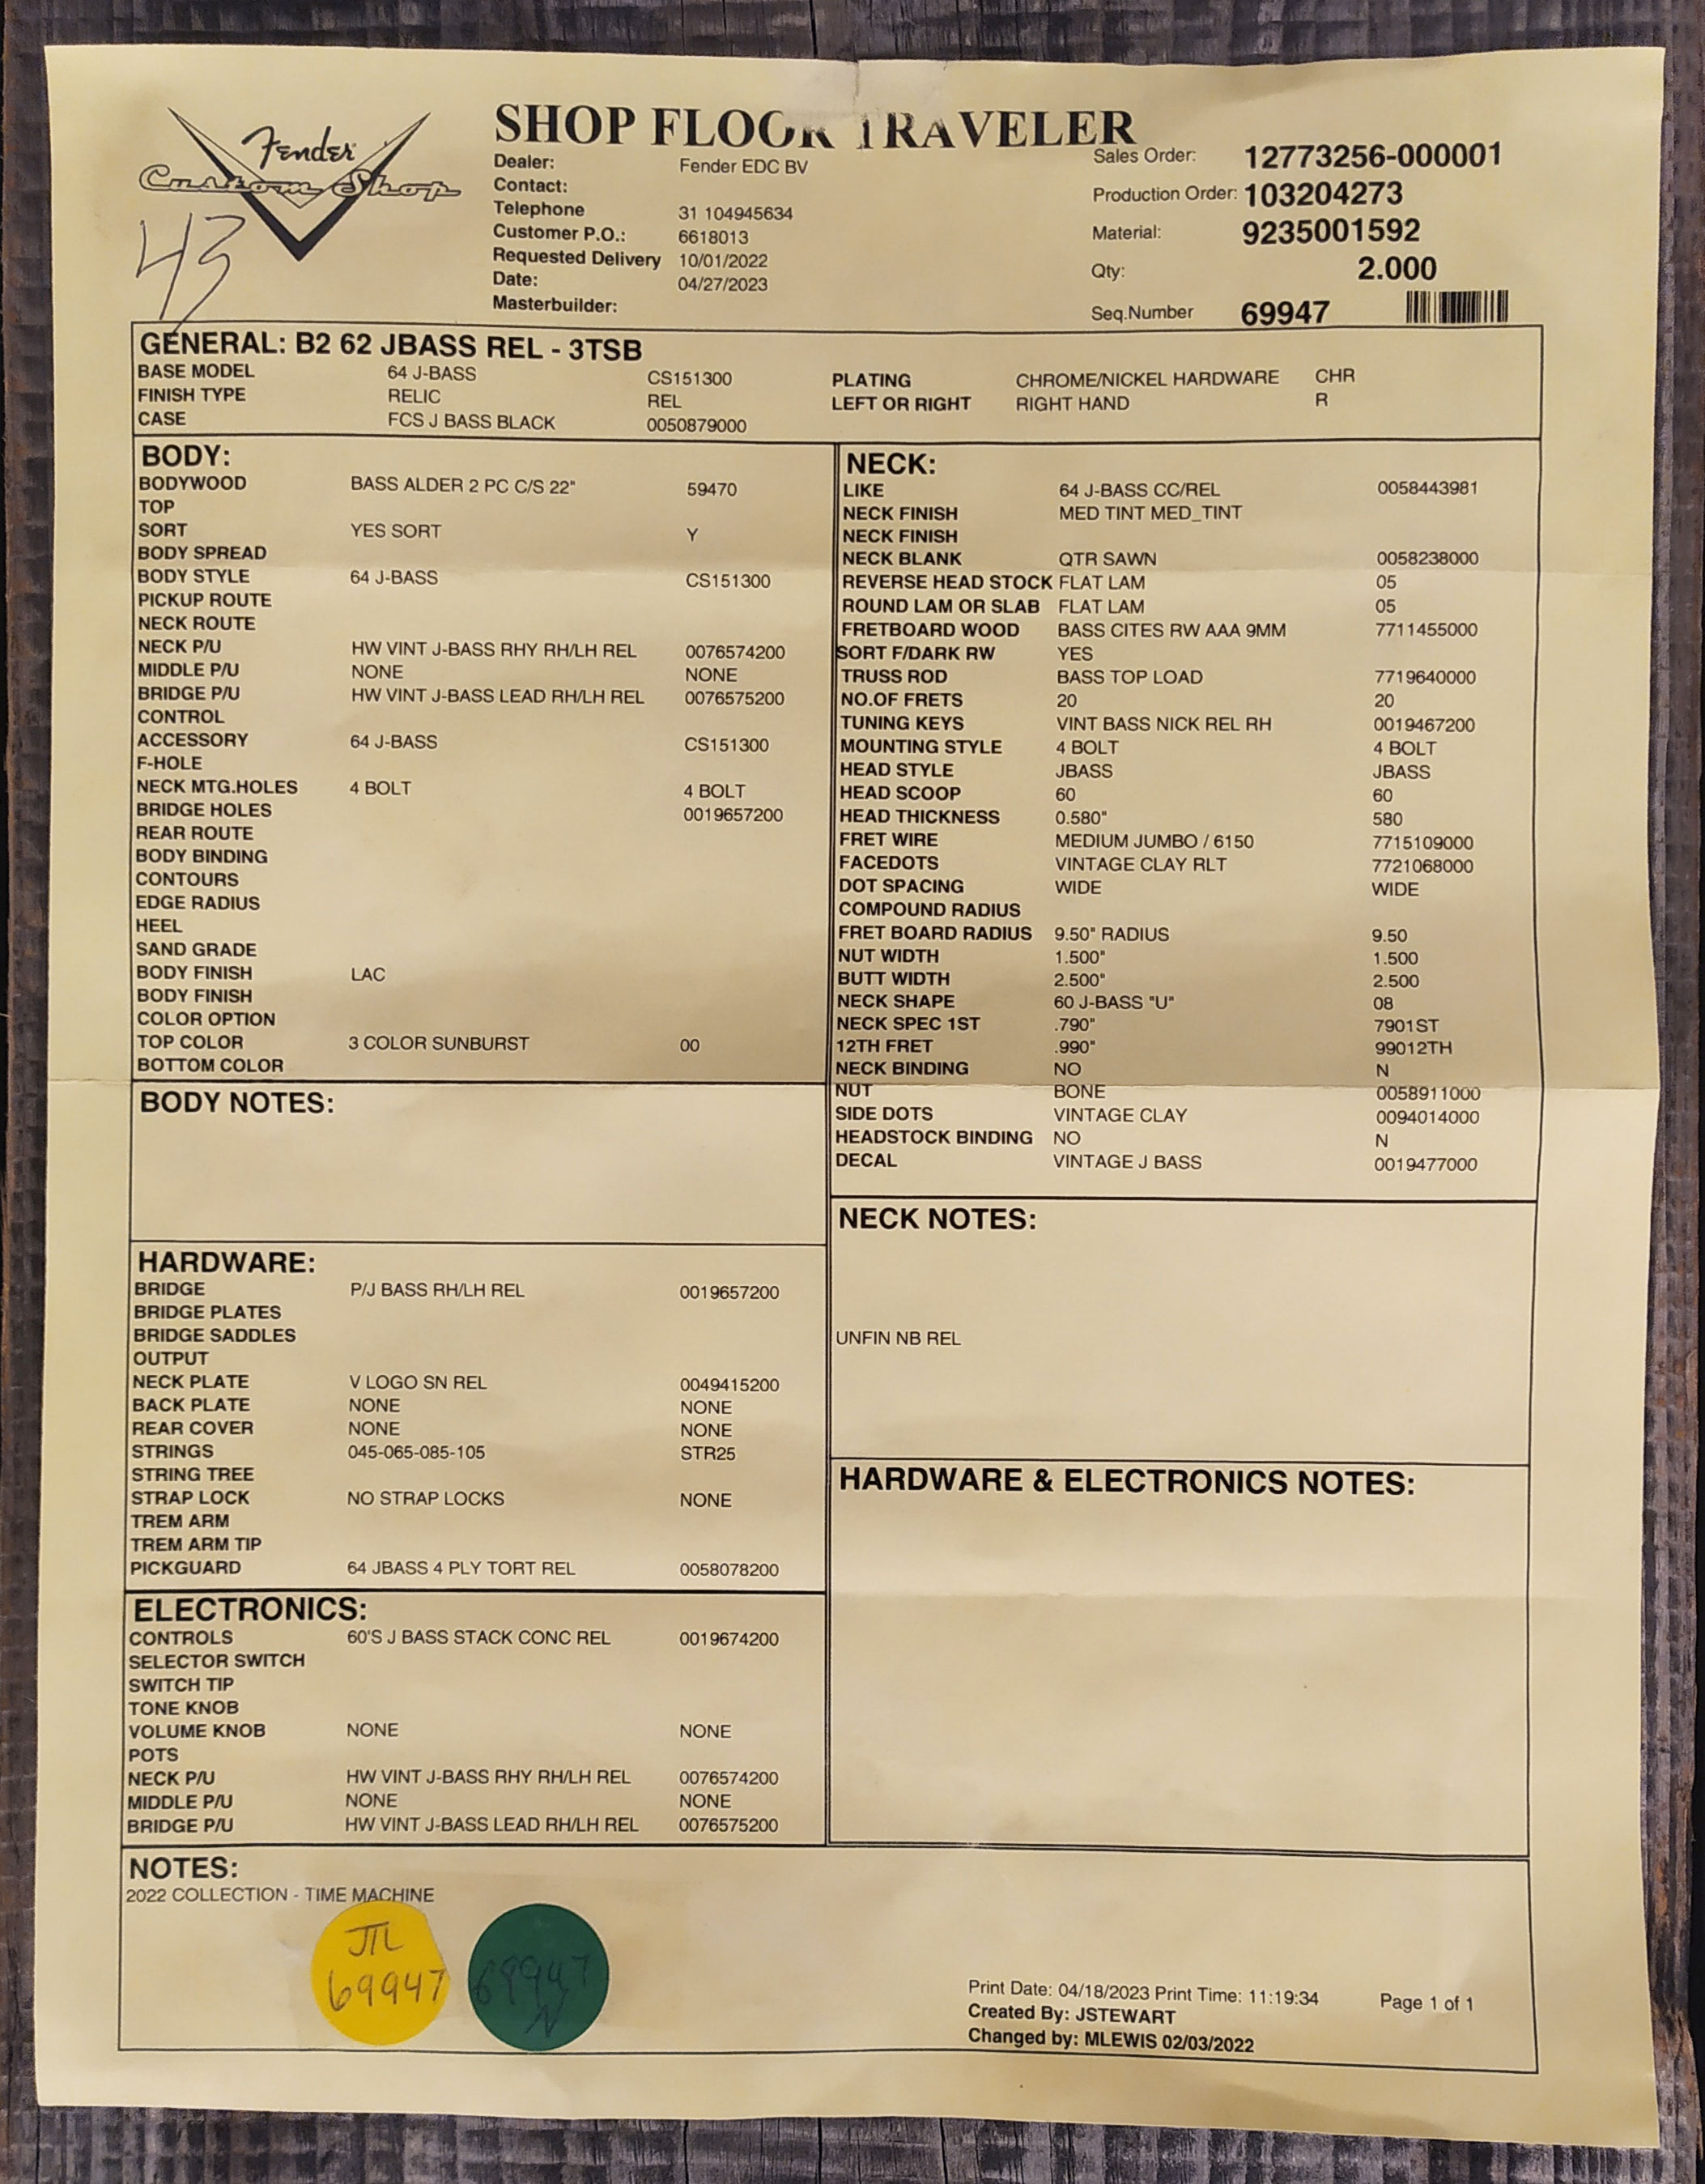 Fender
Custom Shop
43
SHOP FLOOR TRAVELER
Dealer: Fender EDC BV
Contact:
Telephone 31 104945634
Customer P.O.: 6618013
Requested Delivery 10/01/2022
Date: 04/27/2023
Masterbuilder:
Sales Order: 12773256-000001
Production Order: 103204273
Material: 9235001592
Qty: 2.000
Seq.Number 69947
GENERAL: B2 62 JBASS REL - 3TSB
BASE MODEL 64 J-BASS CS151300
FINISH TYPE RELIC REL
CASE FCS J BASS BLACK 0050879000
PLATING CHROME/NICKEL HARDWARE CHR
LEFT OR RIGHT RIGHT HAND R
BODY:
BODYWOOD BASS ALDER 2 PC C/S 22" 59470
TOP
SORT YES SORT Y
BODY SPREAD
BODY STYLE 64 J-BASS CS151300
PICKUP ROUTE
NECK ROUTE
NECK P/U HW VINT J-BASS RHY RH/LH REL 0076574200
MIDDLE P/U NONE NONE
BRIDGE P/U HW VINT J-BASS LEAD RH/LH REL 0076575200
CONTROL
ACCESSORY 64 J-BASS CS151300
F-HOLE
NECK MTG.HOLES 4 BOLT 4 BOLT
BRIDGE HOLES 0019657200
REAR ROUTE
BODY BINDING
CONTOURS
EDGE RADIUS
HEEL
SAND GRADE
BODY FINISH LAC
BODY FINISH
COLOR OPTION
TOP COLOR 3 COLOR SUNBURST 00
BOTTOM COLOR
BODY NOTES:
HARDWARE:
BRIDGE P/J BASS RH/LH REL 0019657200
BRIDGE PLATES
BRIDGE SADDLES
OUTPUT
NECK PLATE V LOGO SN REL 0049415200
BACK PLATE NONE NONE
REAR COVER NONE NONE
STRINGS 045-065-085-105 STR25
STRING TREE
STRAP LOCK NO STRAP LOCKS NONE
TREM ARM
TREM ARM TIP
PICKGUARD 64 JBASS 4 PLY TORT REL 0058078200
ELECTRONICS:
CONTROLS 60'S J BASS STACK CONC REL 0019674200
SELECTOR SWITCH
SWITCH TIP
TONE KNOB
VOLUME KNOB NONE NONE
POTS
NECK P/U HW VINT J-BASS RHY RH/LH REL 0076574200
MIDDLE P/U NONE NONE
BRIDGE P/U HW VINT J-BASS LEAD RH/LH REL 0076575200
NECK:
LIKE 64 J-BASS CC/REL 0058443981
NECK FINISH MED TINT MED_TINT
NECK FINISH
NECK BLANK QTR SAWN 0058238000
REVERSE HEAD STOCK FLAT LAM 05
ROUND LAM OR SLAB FLAT LAM 05
FRETBOARD WOOD BASS CITES RW AAA 9MM 7711455000
SORT F/DARK RW YES
TRUSS ROD BASS TOP LOAD 7719640000
NO.OF FRETS 20 20
TUNING KEYS VINT BASS NICK REL RH 0019467200
MOUNTING STYLE 4 BOLT 4 BOLT
HEAD STYLE JBASS JBASS
HEAD SCOOP 60 60
HEAD THICKNESS 0.580" 580
FRET WIRE MEDIUM JUMBO / 6150 7715109000
FACEDOTS VINTAGE CLAY RLT 7721068000
DOT SPACING WIDE WIDE
COMPOUND RADIUS
FRET BOARD RADIUS 9.50" RADIUS 9.50
NUT WIDTH 1.500" 1.500
BUTT WIDTH 2.500" 2.500
NECK SHAPE 60 J-BASS "U" 08
NECK SPEC 1ST .790" 7901ST
12TH FRET .990" 99012TH
NECK BINDING NO N
NUT BONE 0058911000
SIDE DOTS VINTAGE CLAY 0094014000
HEADSTOCK BINDING NO N
DECAL VINTAGE J BASS 0019477000
NECK NOTES:
UNFIN NB REL
HARDWARE & ELECTRONICS NOTES:
NOTES:
2022 COLLECTION - TIME MACHINE
69947
69947
N
Print Date: 04/18/2023 Print Time: 11:19:34 Page 1 of 1
Created By: JSTEWART
Changed by: MLEWIS 02/03/2022